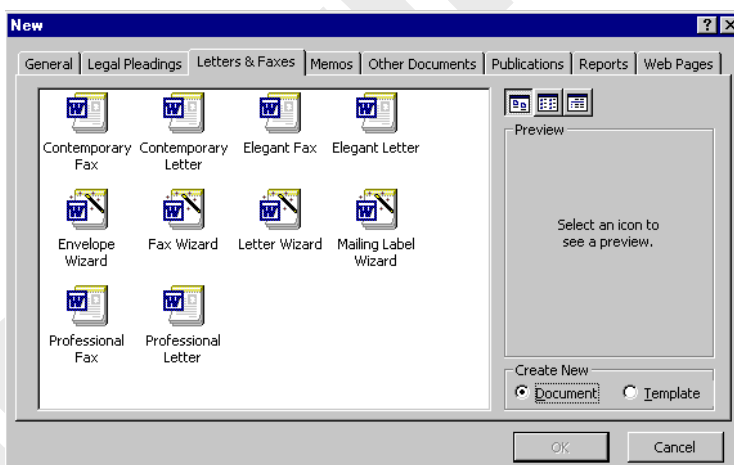 New
General Legal Pleadings Letters & Faxes Memos Other Documents Publications Reports Web Pages
Contemporary Fax
Contemporary Letter
Elegant Fax
Elegant Letter
Envelope Wizard
Fax Wizard
Letter Wizard
Mailing Label Wizard
Professional Fax
Professional Letter
Preview
Select an icon to
see a preview.
Create New
Document Template
OK Cancel